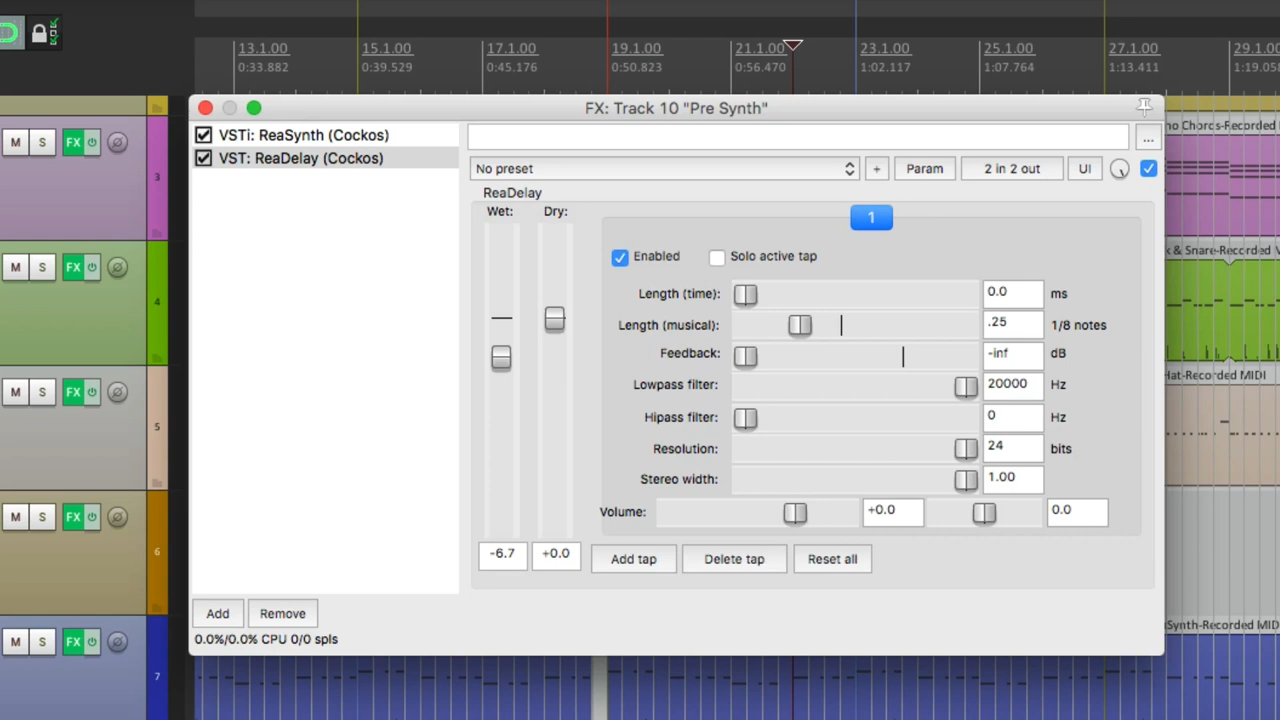 13.1.00 15.1.00 17.1.00 19.1.00 21.1.00 23.1.00 25.1.00 27.1.00 29.1.00
0:33.882 0:39.529 0:45.176 0:50.823 0:56.470 1:02.117 1:07.764 1:13.411
FX: Track 10 "Pre Synth"
VSTi: ReaSynth (Cockos)
VST: ReaDelay (Cockos)
...
No preset
+ Param 2 in 2 out UI
ReaDelay
Wet: Dry:
1
Enabled Solo active tap
Length (time): 0.0 ms
Length (musical): .25 1/8 notes
Feedback: -inf dB
Lowpass filter: 20000 Hz
Hipass filter: 0 Hz
Resolution: 24 bits
Stereo width: 1.00
Volume: +0.0 0.0
-6.7 +0.0 Add tap Delete tap Reset all
Add Remove
0.0%/0.0% CPU 0/0 spls
M S FX 3
M S FX 4
M S FX 5
M S FX 6
M S FX 7
Chords-Recorded
& Snare-Recorded
Hat-Recorded MIDI
Synth-Recorded MID